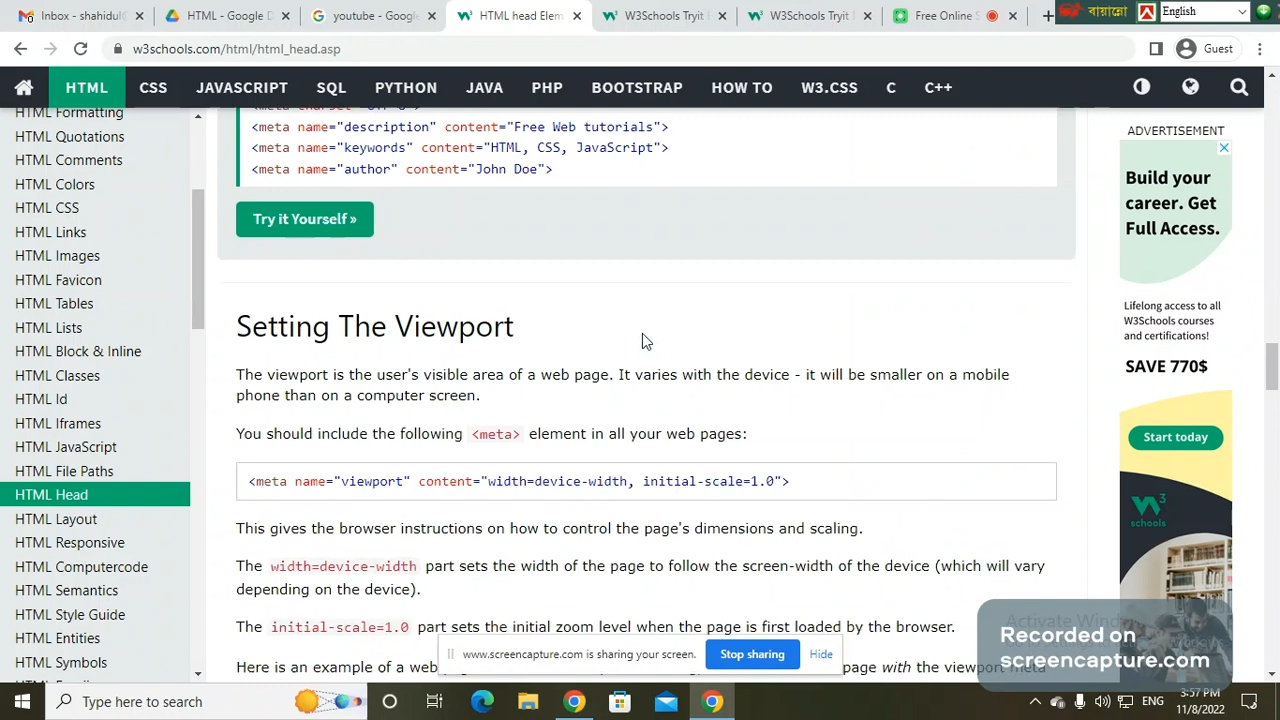 Inbox - shahidul
HTML - Google D
HTML head El
W3Schools Tryit
W3Schools Tryi
Free Online S
বায়ান্নো
English
w3schools.com/html/html_head.asp
Guest
HTML
CSS
JAVASCRIPT
SQL
PYTHON
JAVA
PHP
BOOTSTRAP
HOW TO
W3.CSS
C
C++
HTML Formatting
HTML Quotations
HTML Comments
HTML Colors
HTML CSS
HTML Links
HTML Images
HTML Favicon
HTML Tables
HTML Lists
HTML Block & Inline
HTML Classes
HTML Id
HTML Iframes
HTML JavaScript
HTML File Paths
HTML Head
HTML Layout
HTML Responsive
HTML Computercode
HTML Semantics
HTML Style Guide
HTML Entities
HTML Symbols
<meta name="description" content="Free Web tutorials">
<meta name="keywords" content="HTML, CSS, JavaScript">
<meta name="author" content="John Doe">
Try it Yourself »
Setting The Viewport
The viewport is the user's visible area of a web page. It varies with the device - it will be smaller on a mobile
phone than on a computer screen.
You should include the following <meta> element in all your web pages:
<meta name="viewport" content="width=device-width, initial-scale=1.0">
This gives the browser instructions on how to control the page's dimensions and scaling.
The width=device-width part sets the width of the page to follow the screen-width of the device (which will vary
depending on the device).
The initial-scale=1.0 part sets the initial zoom level when the page is first loaded by the browser.
Here is an example of a web page with the viewport meta
www.screencapture.com is sharing your screen.
Stop sharing
Hide
ADVERTISEMENT
Build your
career. Get
Full Access.
Lifelong access to all
W3Schools courses
and certifications!
SAVE 770$
Start today
W3
schools
Recorded on
screencapture.com
Type here to search
ENG
3:57 PM
11/8/2022